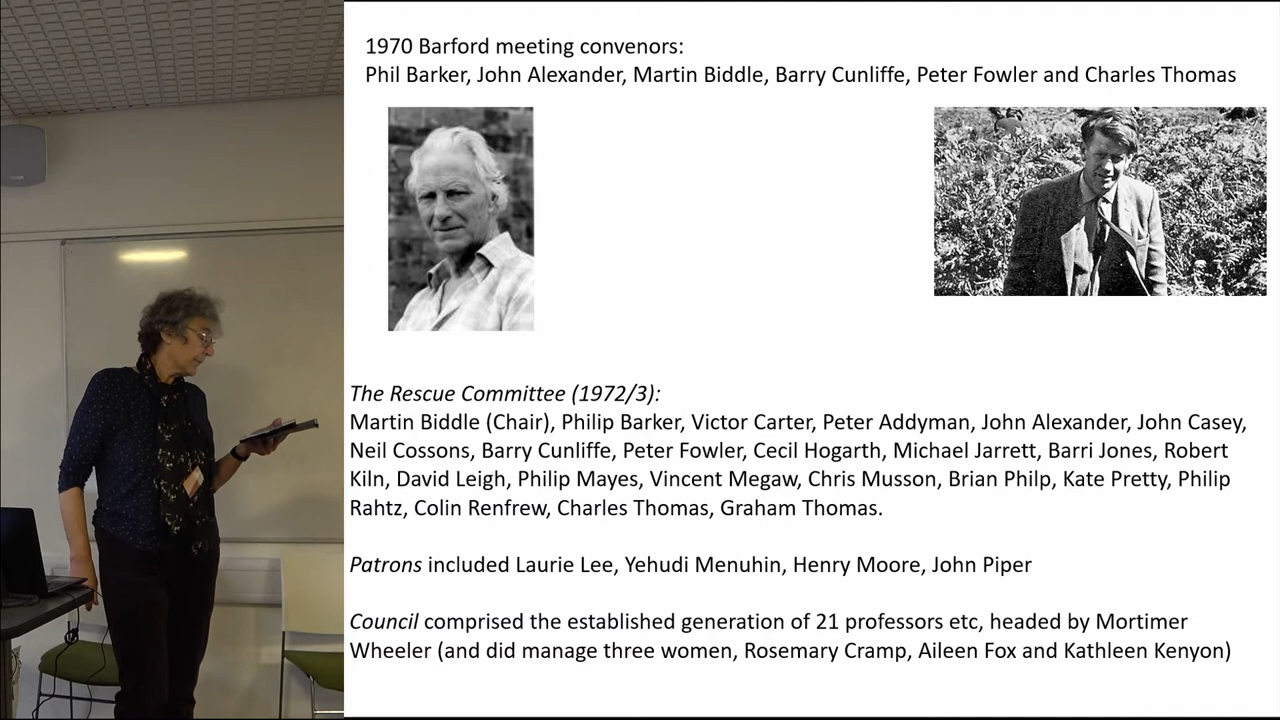 1970 Barford meeting convenors:
Phil Barker, John Alexander, Martin Biddle, Barry Cunliffe, Peter Fowler and Charles Thomas
The Rescue Committee (1972/3):
Martin Biddle (Chair), Philip Barker, Victor Carter, Peter Addyman, John Alexander, John Casey,
Neil Cossons, Barry Cunliffe, Peter Fowler, Cecil Hogarth, Michael Jarrett, Barri Jones, Robert
Kiln, David Leigh, Philip Mayes, Vincent Megaw, Chris Musson, Brian Philp, Kate Pretty, Philip
Rahtz, Colin Renfrew, Charles Thomas, Graham Thomas.
Patrons included Laurie Lee, Yehudi Menuhin, Henry Moore, John Piper
Council comprised the established generation of 21 professors etc, headed by Mortimer
Wheeler (and did manage three women, Rosemary Cramp, Aileen Fox and Kathleen Kenyon)